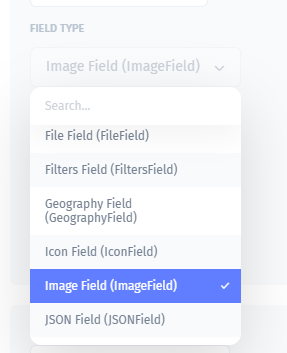 FIELD TYPE
Image Field (ImageField)
Search...
File Field (FileField)
Filters Field (FiltersField)
Geography Field
(GeographyField)
Icon Field (IconField)
Image Field (ImageField)
JSON Field (JSONField)